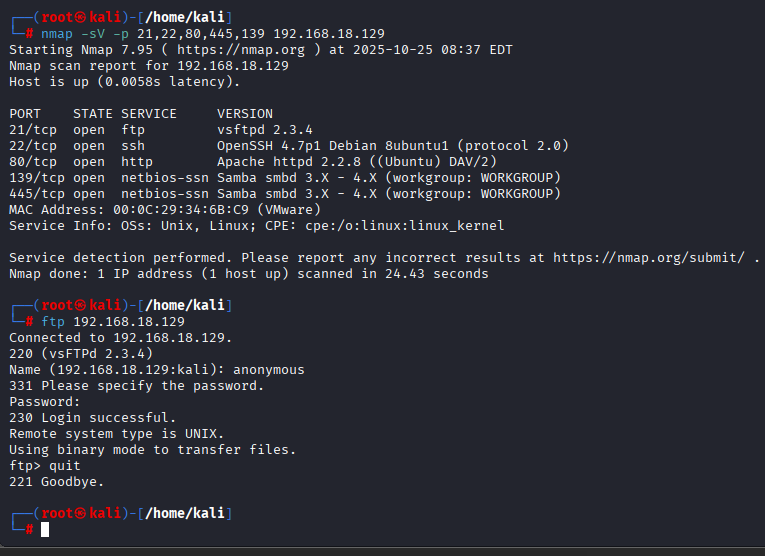 ┌──(root㉿kali)-[/home/kali]
└─# nmap -sV -p 21,22,80,445,139 192.168.18.129
Starting Nmap 7.95 ( https://nmap.org ) at 2025-10-25 08:37 EDT
Nmap scan report for 192.168.18.129
Host is up (0.0058s latency).
PORT    STATE SERVICE     VERSION
21/tcp  open  ftp         vsftpd 2.3.4
22/tcp  open  ssh         OpenSSH 4.7p1 Debian 8ubuntu1 (protocol 2.0)
80/tcp  open  http        Apache httpd 2.2.8 ((Ubuntu) DAV/2)
139/tcp open  netbios-ssn Samba smbd 3.X - 4.X (workgroup: WORKGROUP)
445/tcp open  netbios-ssn Samba smbd 3.X - 4.X (workgroup: WORKGROUP)
MAC Address: 00:0C:29:34:6B:C9 (VMware)
Service Info: OSs: Unix, Linux; CPE: cpe:/o:linux:linux_kernel
Service detection performed. Please report any incorrect results at https://nmap.org/submit/ .
Nmap done: 1 IP address (1 host up) scanned in 24.43 seconds
┌──(root㉿kali)-[/home/kali]
└─# ftp 192.168.18.129
Connected to 192.168.18.129.
220 (vsFTPd 2.3.4)
Name (192.168.18.129:kali): anonymous
331 Please specify the password.
Password:
230 Login successful.
Remote system type is UNIX.
Using binary mode to transfer files.
ftp> quit
221 Goodbye.
┌──(root㉿kali)-[/home/kali]
└─#